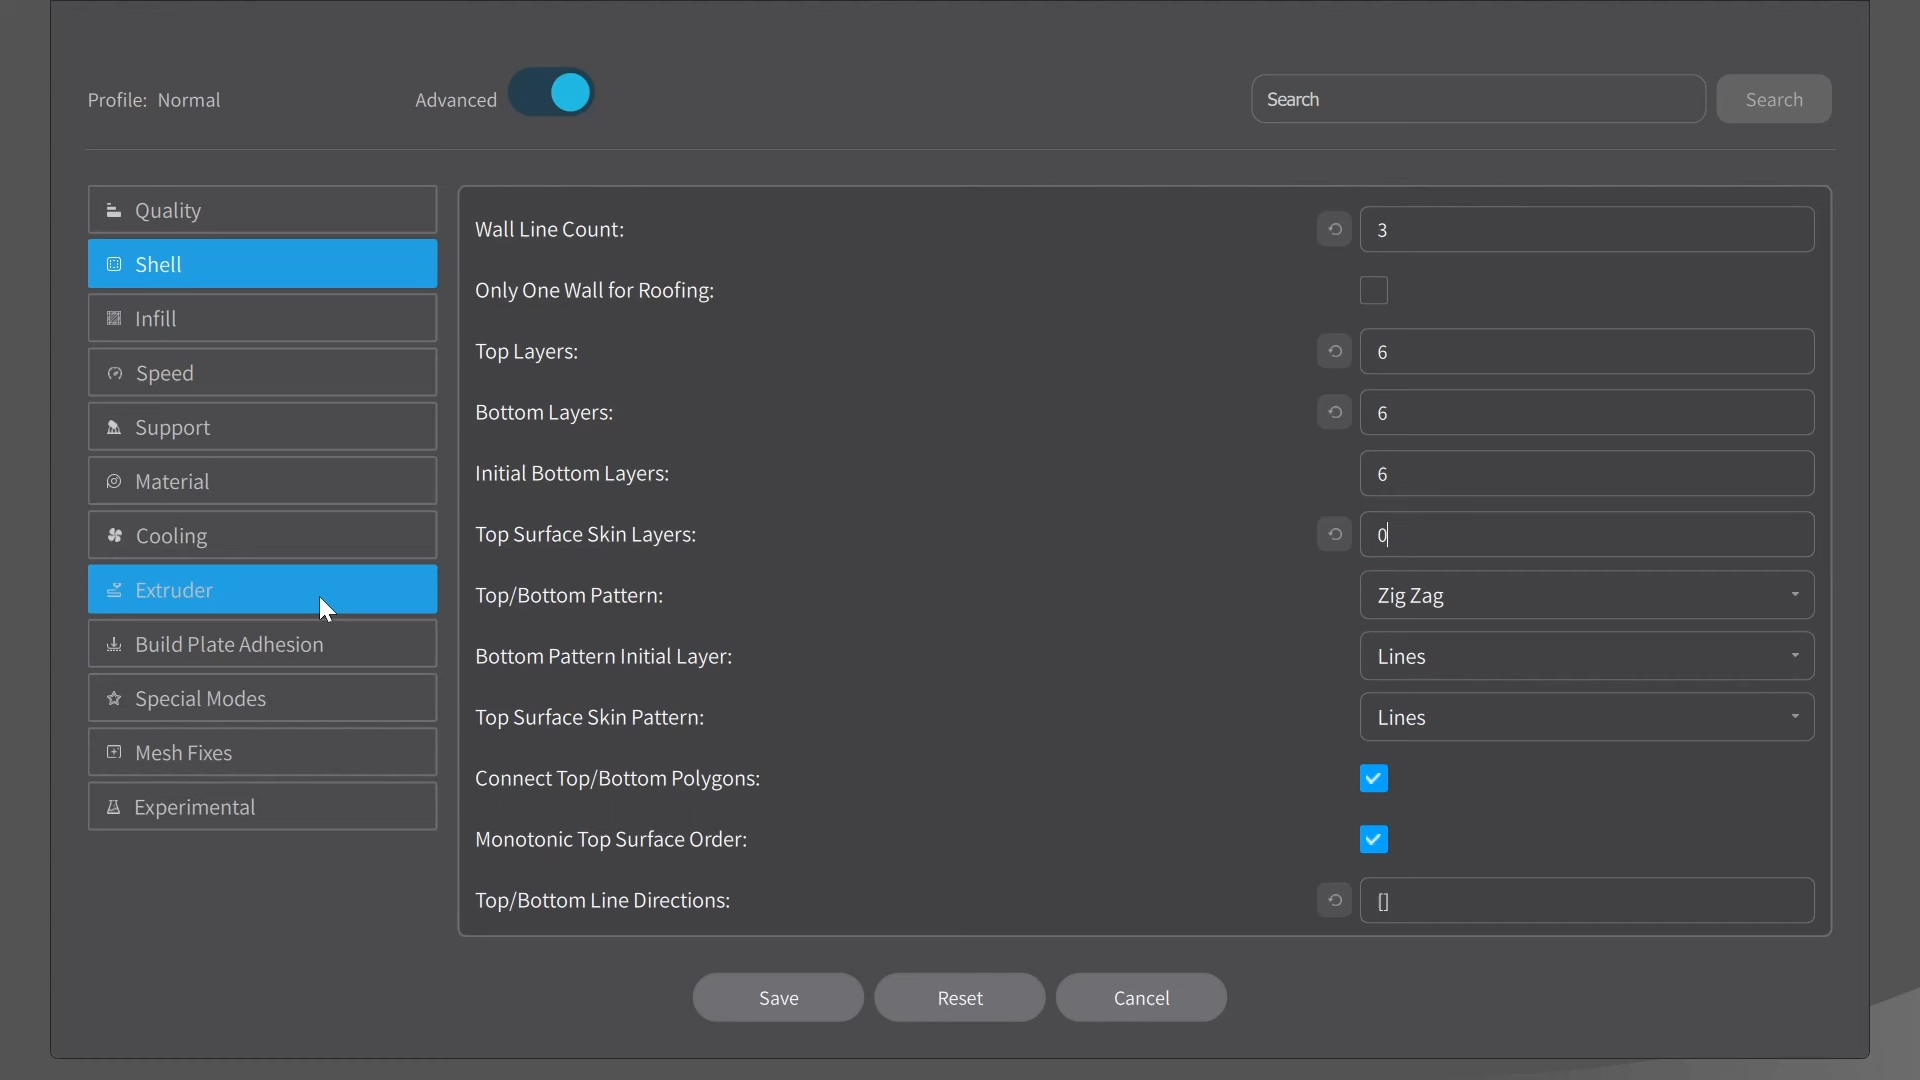 Profile: Normal
Advanced
Search
Search
Quality
Shell
Infill
Speed
Support
Material
Cooling
Extruder
Build Plate Adhesion
Special Modes
Mesh Fixes
Experimental
Wall Line Count:
3
Only One Wall for Roofing:
Top Layers:
6
Bottom Layers:
6
Initial Bottom Layers:
6
Top Surface Skin Layers:
0
Top/Bottom Pattern:
Zig Zag
Bottom Pattern Initial Layer:
Lines
Top Surface Skin Pattern:
Lines
Connect Top/Bottom Polygons:
Monotonic Top Surface Order:
Top/Bottom Line Directions:
[]
Save
Reset
Cancel